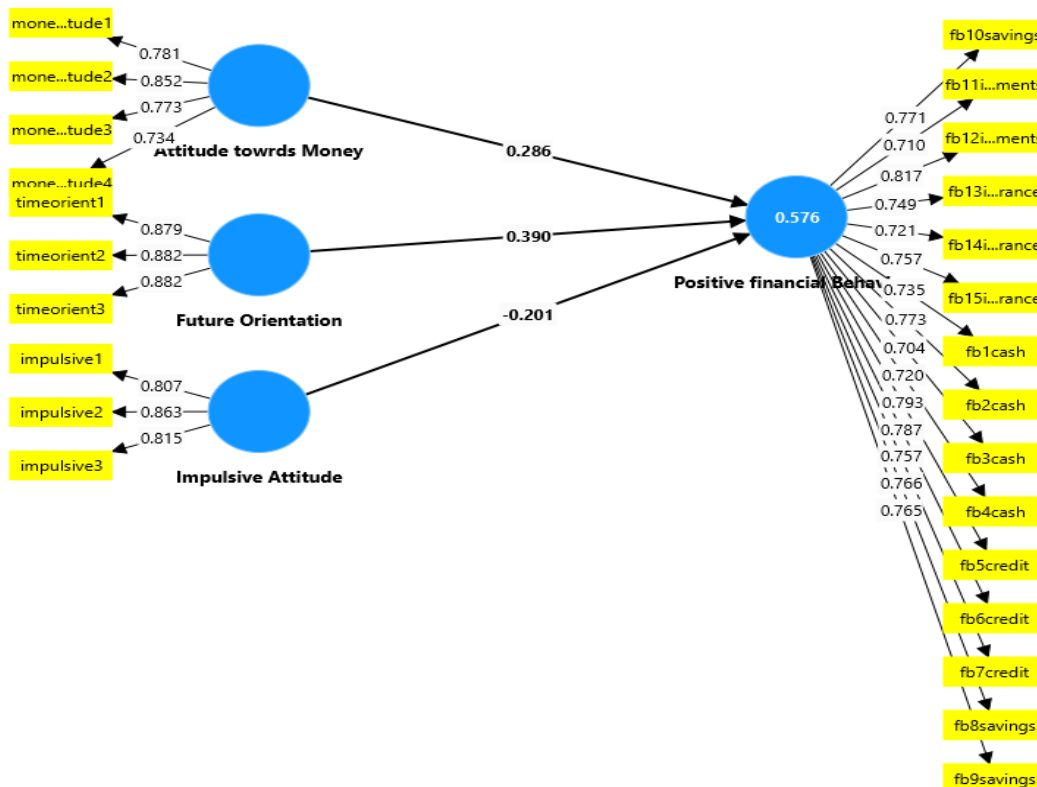 mone...tude1
mone...tude2
mone...tude3
mone...tude4
0.781
0.852
0.773
0.734
Attitude towrds Money
timeorient1
timeorient2
timeorient3
0.879
0.882
0.882
Future Orientation
impulsive1
impulsive2
impulsive3
0.807
0.863
0.815
Impulsive Attitude
0.286
0.390
-0.201
0.576
Positive financial Behav
0.771
0.710
0.817
0.749
0.721
0.757
0.735
0.773
0.704
0.720
0.793
0.787
0.757
0.766
0.765
fb10savings
fb11i...ments
fb12i...ments
fb13i...rance
fb14i...rance
fb15i...rance
fb1cash
fb2cash
fb3cash
fb4cash
fb5credit
fb6credit
fb7credit
fb8savings
fb9savings